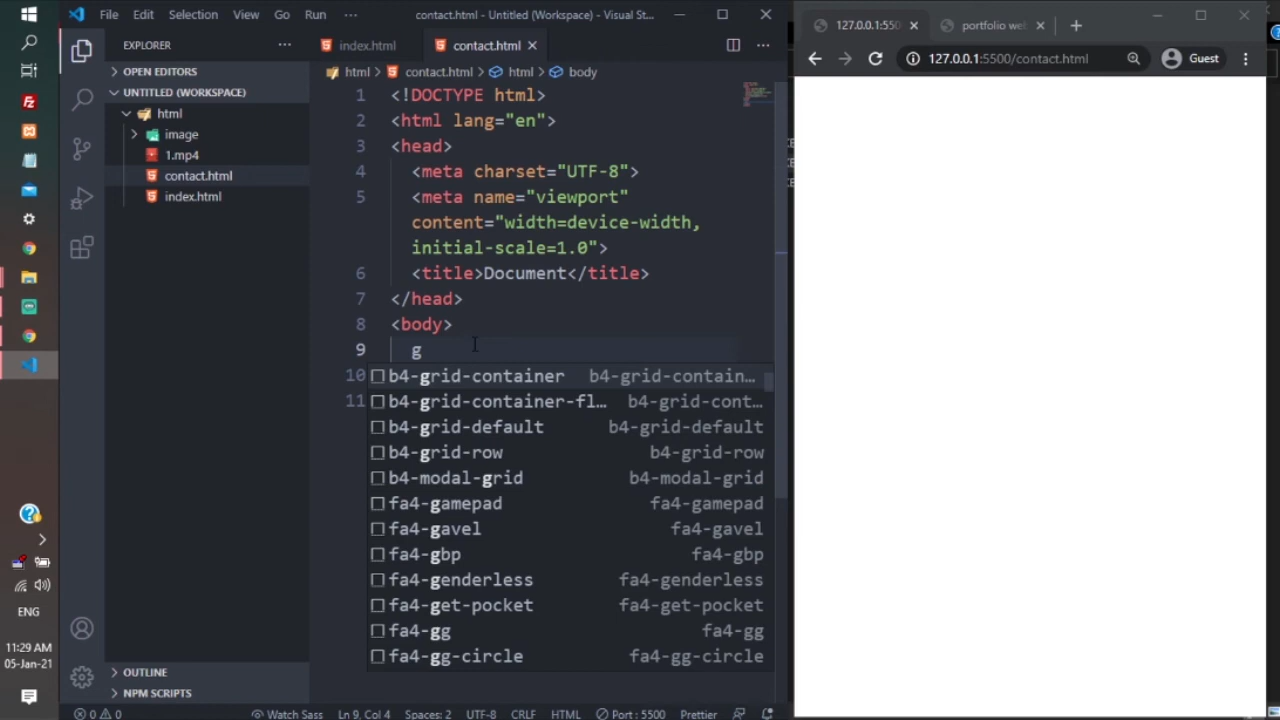 File Edit Selection View Go Run ··· contact.html - Untitled (Workspace) - Visual St...
EXPLORER ···
OPEN EDITORS
UNTITLED (WORKSPACE)
html
image
1.mp4
contact.html
index.html
OUTLINE
NPM SCRIPTS
index.html contact.html
html > contact.html > html > body
1 <!DOCTYPE html>
2 <html lang="en">
3 <head>
4 <meta charset="UTF-8">
5 <meta name="viewport"
content="width=device-width,
initial-scale=1.0">
6 <title>Document</title>
7 </head>
8 <body>
9 g
10 b4-grid-container b4-grid-contain...
11 b4-grid-container-fl... b4-grid-cont...
b4-grid-default b4-grid-default
b4-grid-row b4-grid-row
b4-modal-grid b4-modal-grid
fa4-gamepad fa4-gamepad
fa4-gavel fa4-gavel
fa4-gbp fa4-gbp
fa4-genderless fa4-genderless
fa4-get-pocket fa4-get-pocket
fa4-gg fa4-gg
fa4-gg-circle fa4-gg-circle
0 0 Watch Sass Ln 9, Col 4 Spaces: 2 UTF-8 CRLF HTML Port : 5500 Prettier
127.0.0.1:550 portfolio we
127.0.0.1:5500/contact.html Guest
ENG
11:29 AM
05-Jan-21